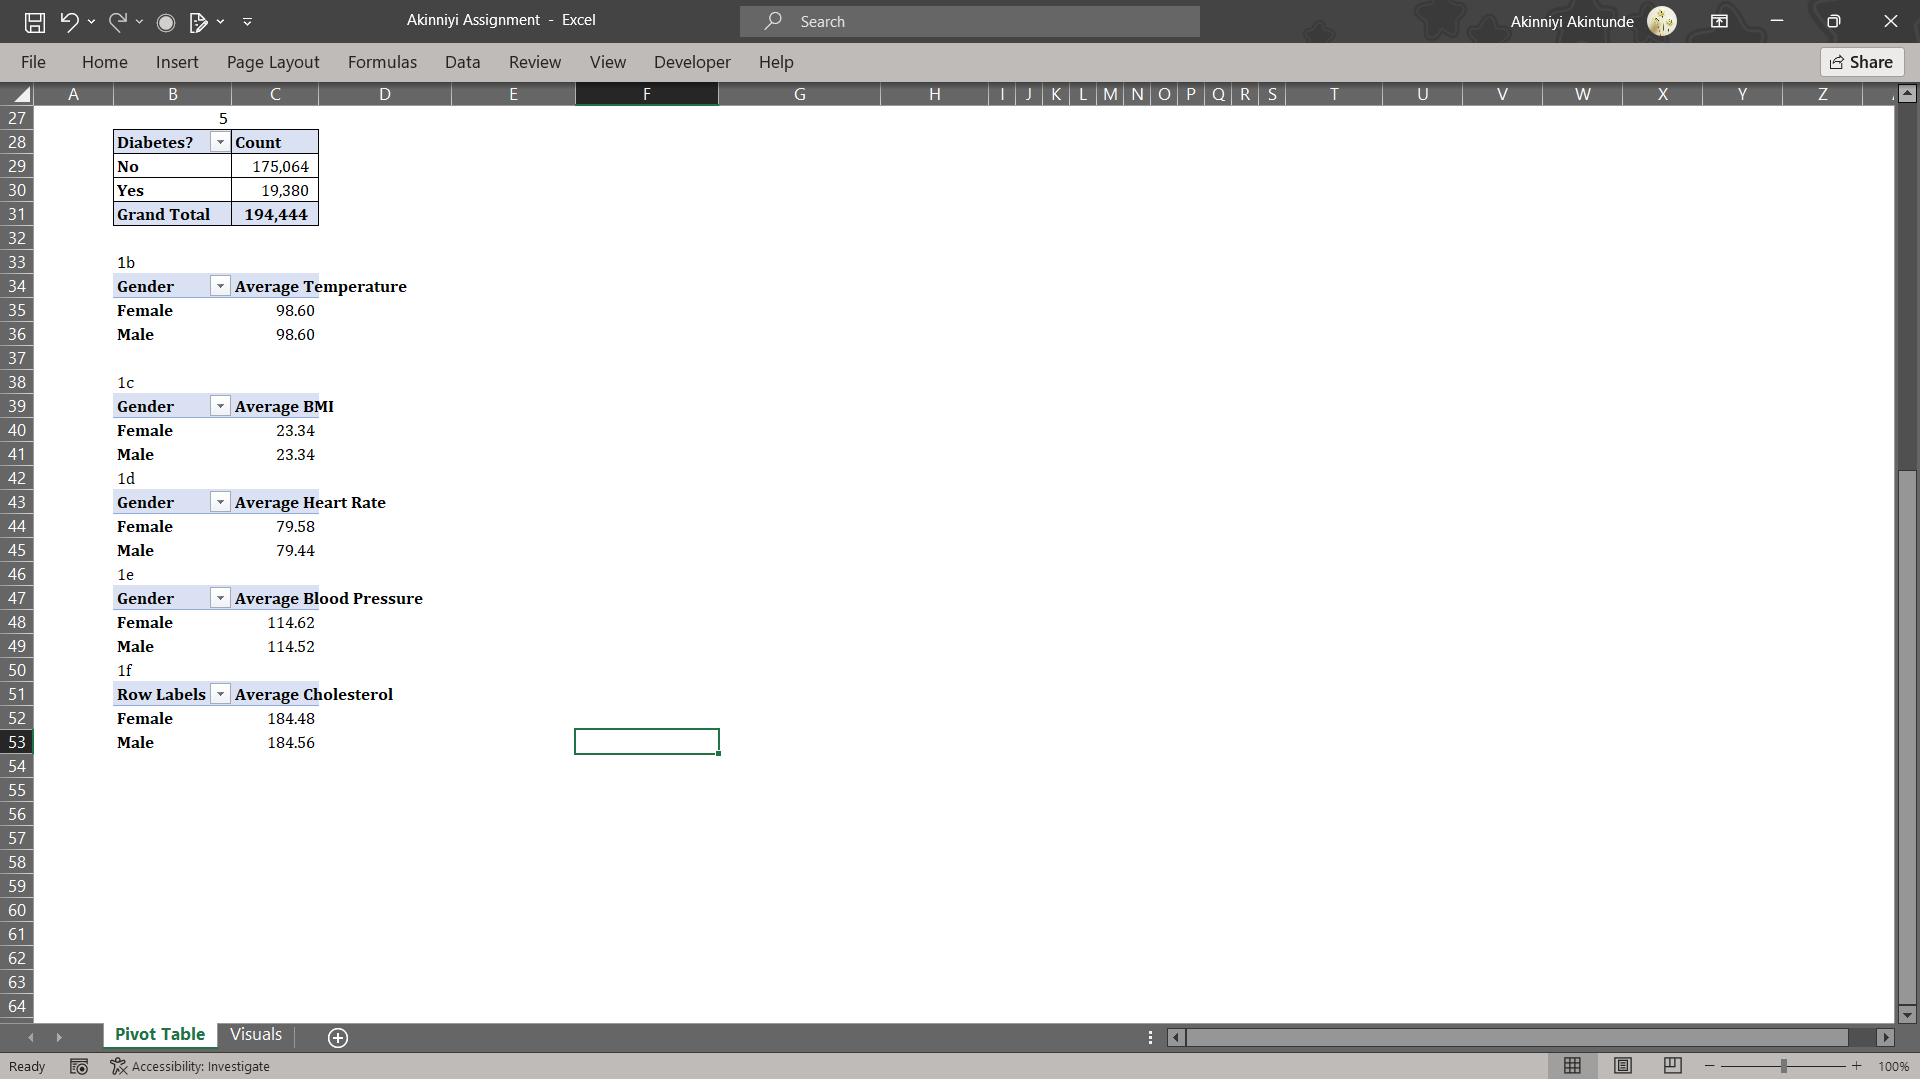 Akinniyi Assignment - Excel
Search
Akinniyi Akintunde
File Home Insert Page Layout Formulas Data Review View Developer Help
Share
A B C D E F G H I J K L M N O P Q R S T U V W X Y Z
27 5
28 Diabetes? Count
29 No 175,064
30 Yes 19,380
31 Grand Total 194,444
32
33 1b
34 Gender Average Temperature
35 Female 98.60
36 Male 98.60
37
38 1c
39 Gender Average BMI
40 Female 23.34
41 Male 23.34
42 1d
43 Gender Average Heart Rate
44 Female 79.58
45 Male 79.44
46 1e
47 Gender Average Blood Pressure
48 Female 114.62
49 Male 114.52
50 1f
51 Row Labels Average Cholesterol
52 Female 184.48
53 Male 184.56
54
55
56
57
58
59
60
61
62
63
64
Pivot Table Visuals
Ready Accessibility: Investigate 100%